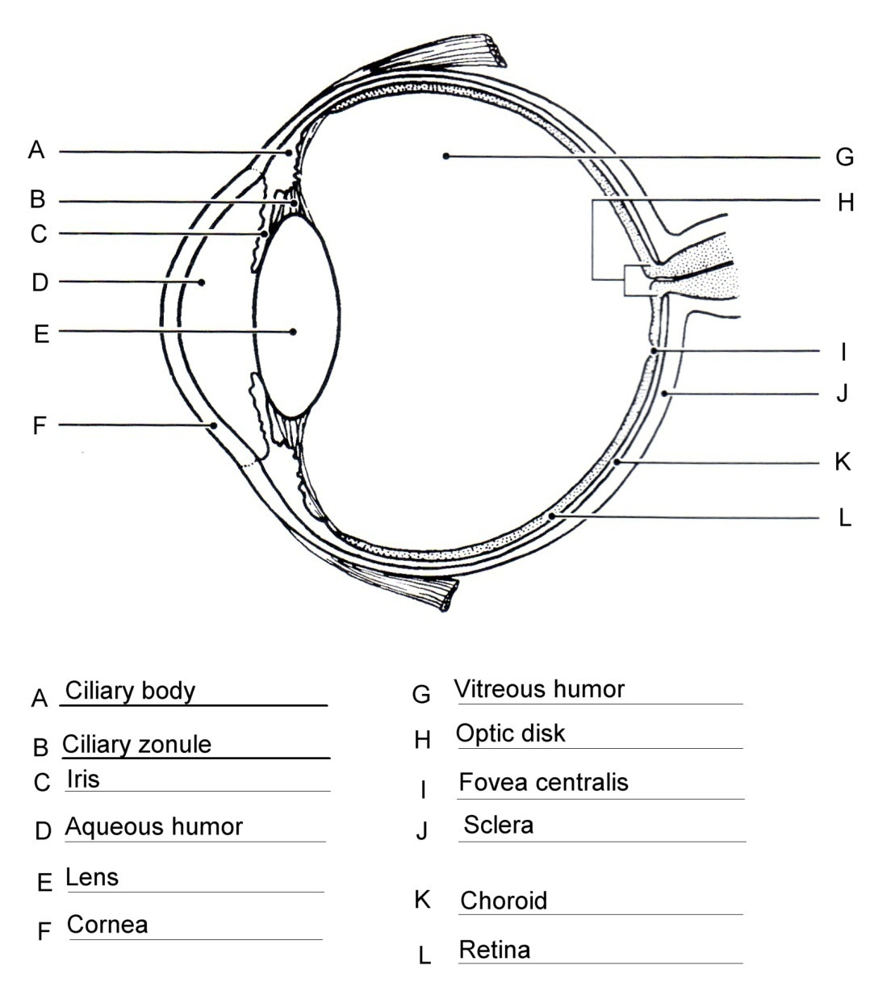 A
B
C
D
E
F
G
H
I
J
K
L
A Ciliary body
B Ciliary zonule
C Iris
D Aqueous humor
E Lens
F Cornea
G Vitreous humor
H Optic disk
I Fovea centralis
J Sclera
K Choroid
L Retina